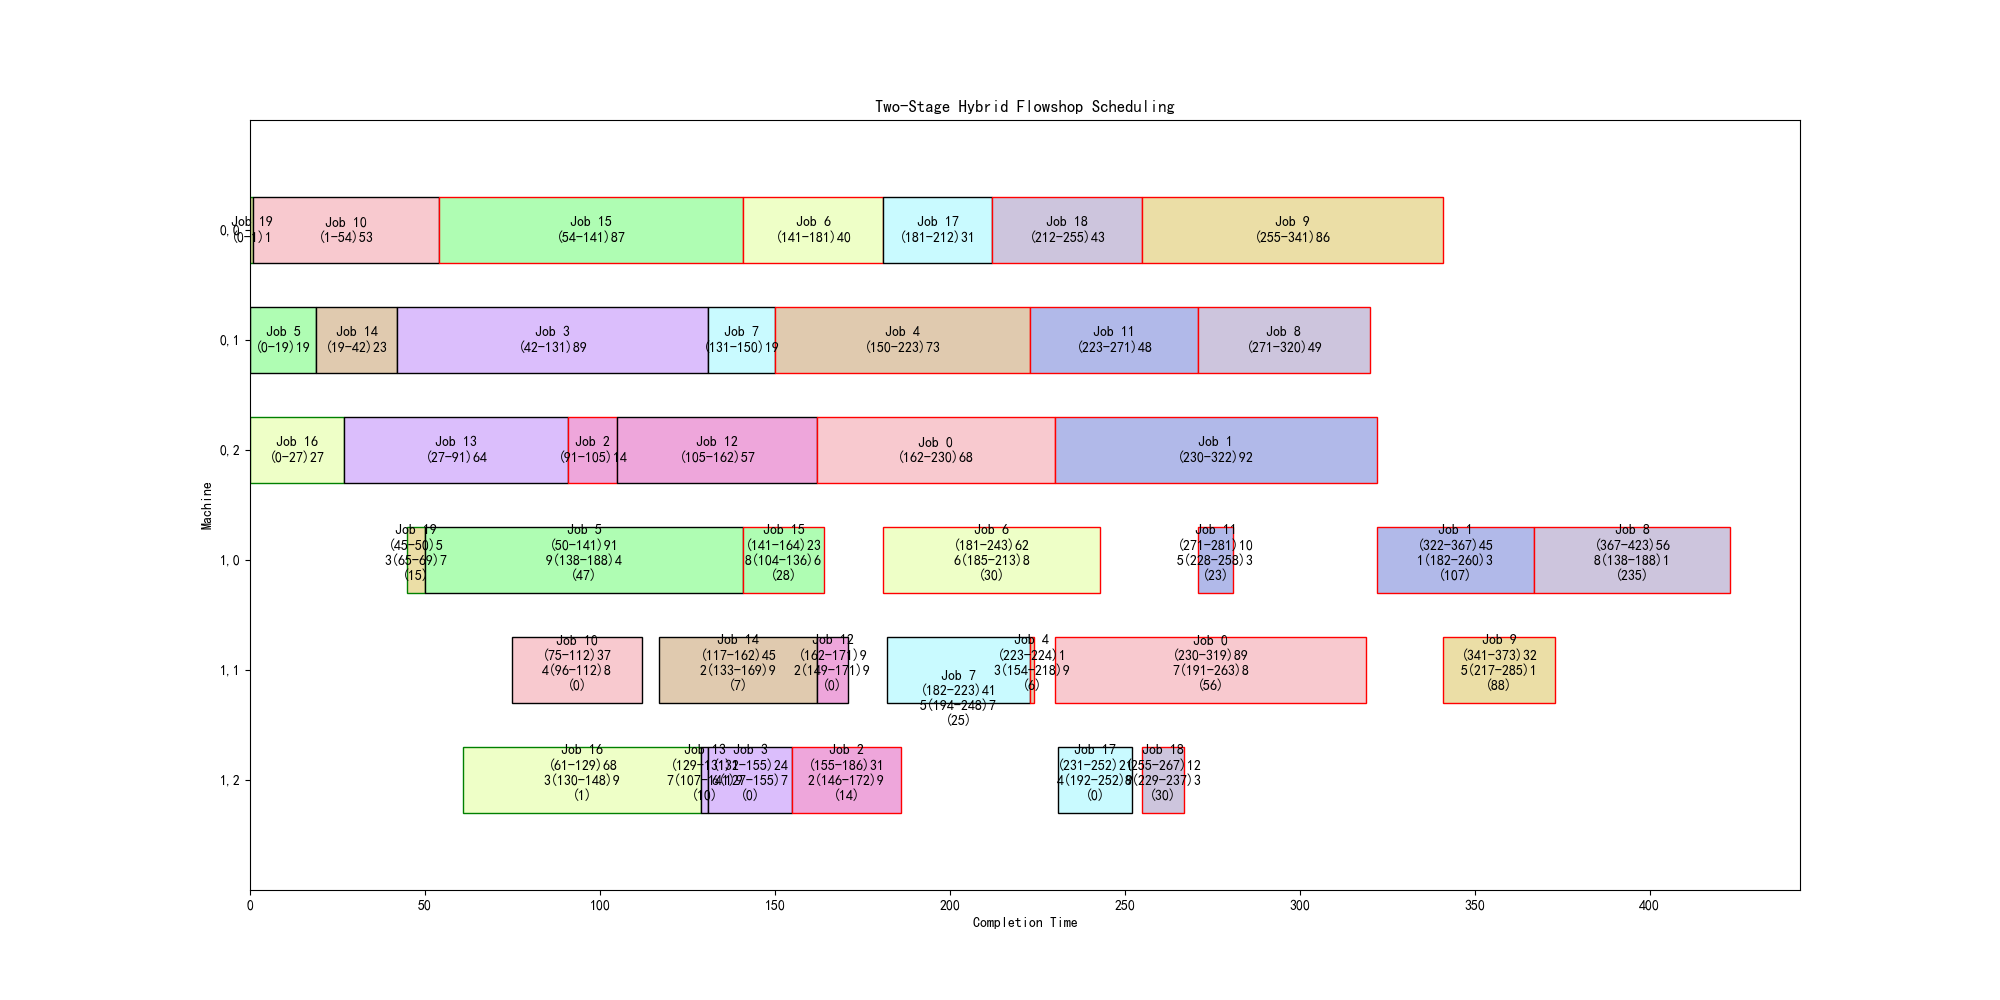 Two-Stage Hybrid Flowshop Scheduling
0,0
Job 19
(0-1)1
Job 10
(1-54)53
Job 15
(54-141)87
Job 6
(141-181)40
Job 17
(181-212)31
Job 18
(212-255)43
Job 9
(255-341)86
0,1
Job 5
(0-19)19
Job 14
(19-42)23
Job 3
(42-131)89
Job 7
(131-150)19
Job 4
(150-223)73
Job 11
(223-271)48
Job 8
(271-320)49
0,2
Job 16
(0-27)27
Job 13
(27-91)64
Job 2
(91-105)14
Job 12
(105-162)57
Job 0
(162-230)68
Job 1
(230-322)92
Machine
1,0
Job 19
(45-50)5
3(65-69)7
(15)
Job 5
(50-141)91
9(138-188)4
(47)
Job 15
(141-164)23
8(104-136)6
(28)
Job 6
(181-243)62
6(185-213)8
(30)
Job 11
(271-281)10
5(228-258)3
(23)
Job 1
(322-367)45
1(182-260)3
(107)
Job 8
(367-423)56
8(138-188)1
(235)
1,1
Job 10
(75-112)37
4(96-112)8
(0)
Job 14
(117-162)45
2(133-169)9
(7)
Job 12
(162-171)9
2(149-171)9
(0)
Job 7
(182-223)41
5(194-248)7
(25)
Job 4
(223-224)1
3(154-218)9
(6)
Job 0
(230-319)89
7(191-263)8
(56)
Job 9
(341-373)32
5(217-285)1
(88)
1,2
Job 16
(61-129)68
3(130-148)9
(1)
Job 13
(129-131)2
7(107-141)9
(10)
Job 3
(131-155)24
6(127-155)7
(0)
Job 2
(155-186)31
2(146-172)9
(14)
Job 17
(231-252)21
(0)
Job 18
(255-267)12
(30)
0
50
100
150
200
250
300
350
400
Completion Time